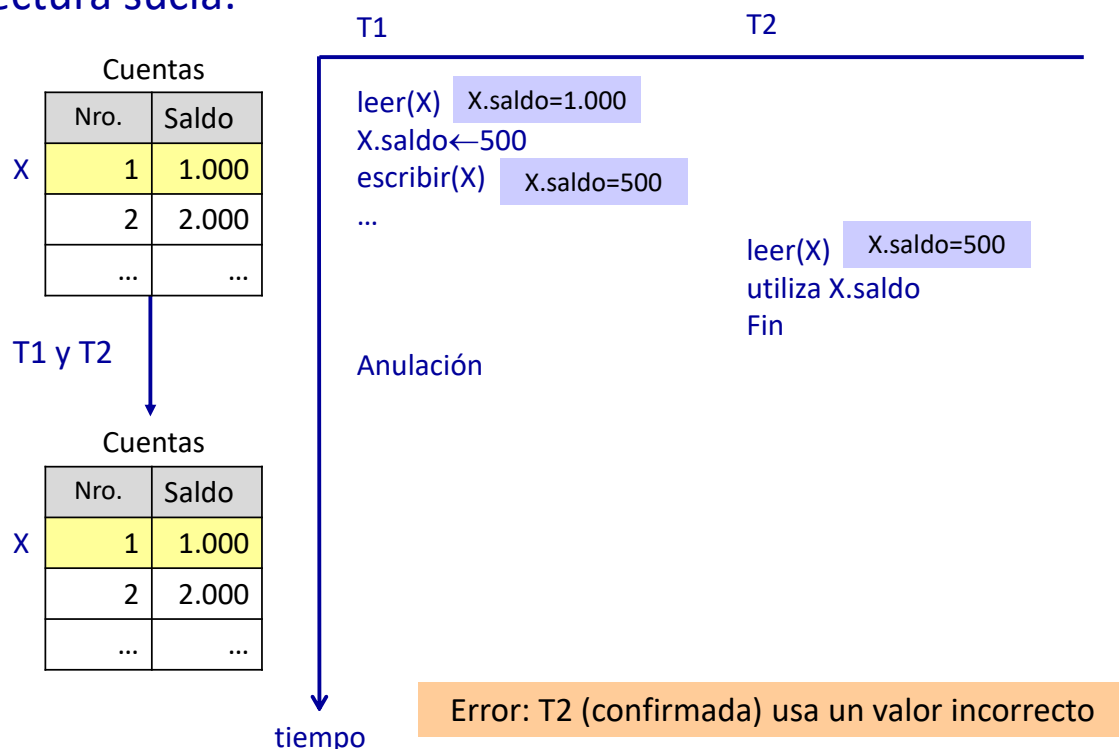 ectura sucia:
T1 T2
Cuentas
Nro. Saldo
X 1 1.000
2 2.000
... ...
leer(X) X.saldo=1.000
X.saldo←500
escribir(X) X.saldo=500
...
leer(X) X.saldo=500
utiliza X.saldo
Fin
T1 y T2
Anulación
Cuentas
Nro. Saldo
X 1 1.000
2 2.000
... ...
tiempo
Error: T2 (confirmada) usa un valor incorrecto